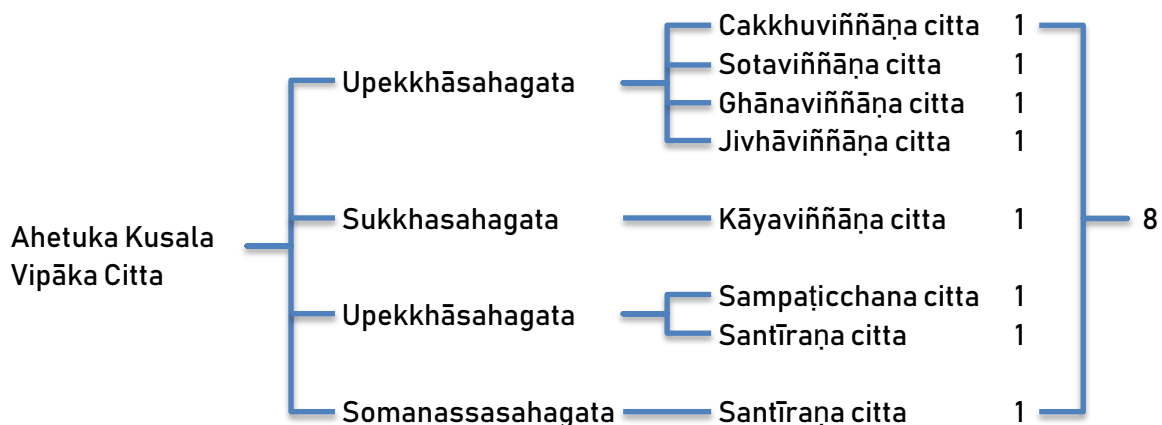 Cakkhuviññāṇa citta 1
Upekkhāsahagata
Sotaviññāṇa citta 1
Ghānaviññāṇa citta 1
Jivhāviññāṇa citta 1
Sukkhasahagata
Kāyaviññāṇa citta 1
8
Ahetuka Kusala
Vipāka Citta
Upekkhāsahagata
Sampaṭicchana citta 1
Santīraṇa citta 1
Somanassasahagata
Santīraṇa citta 1